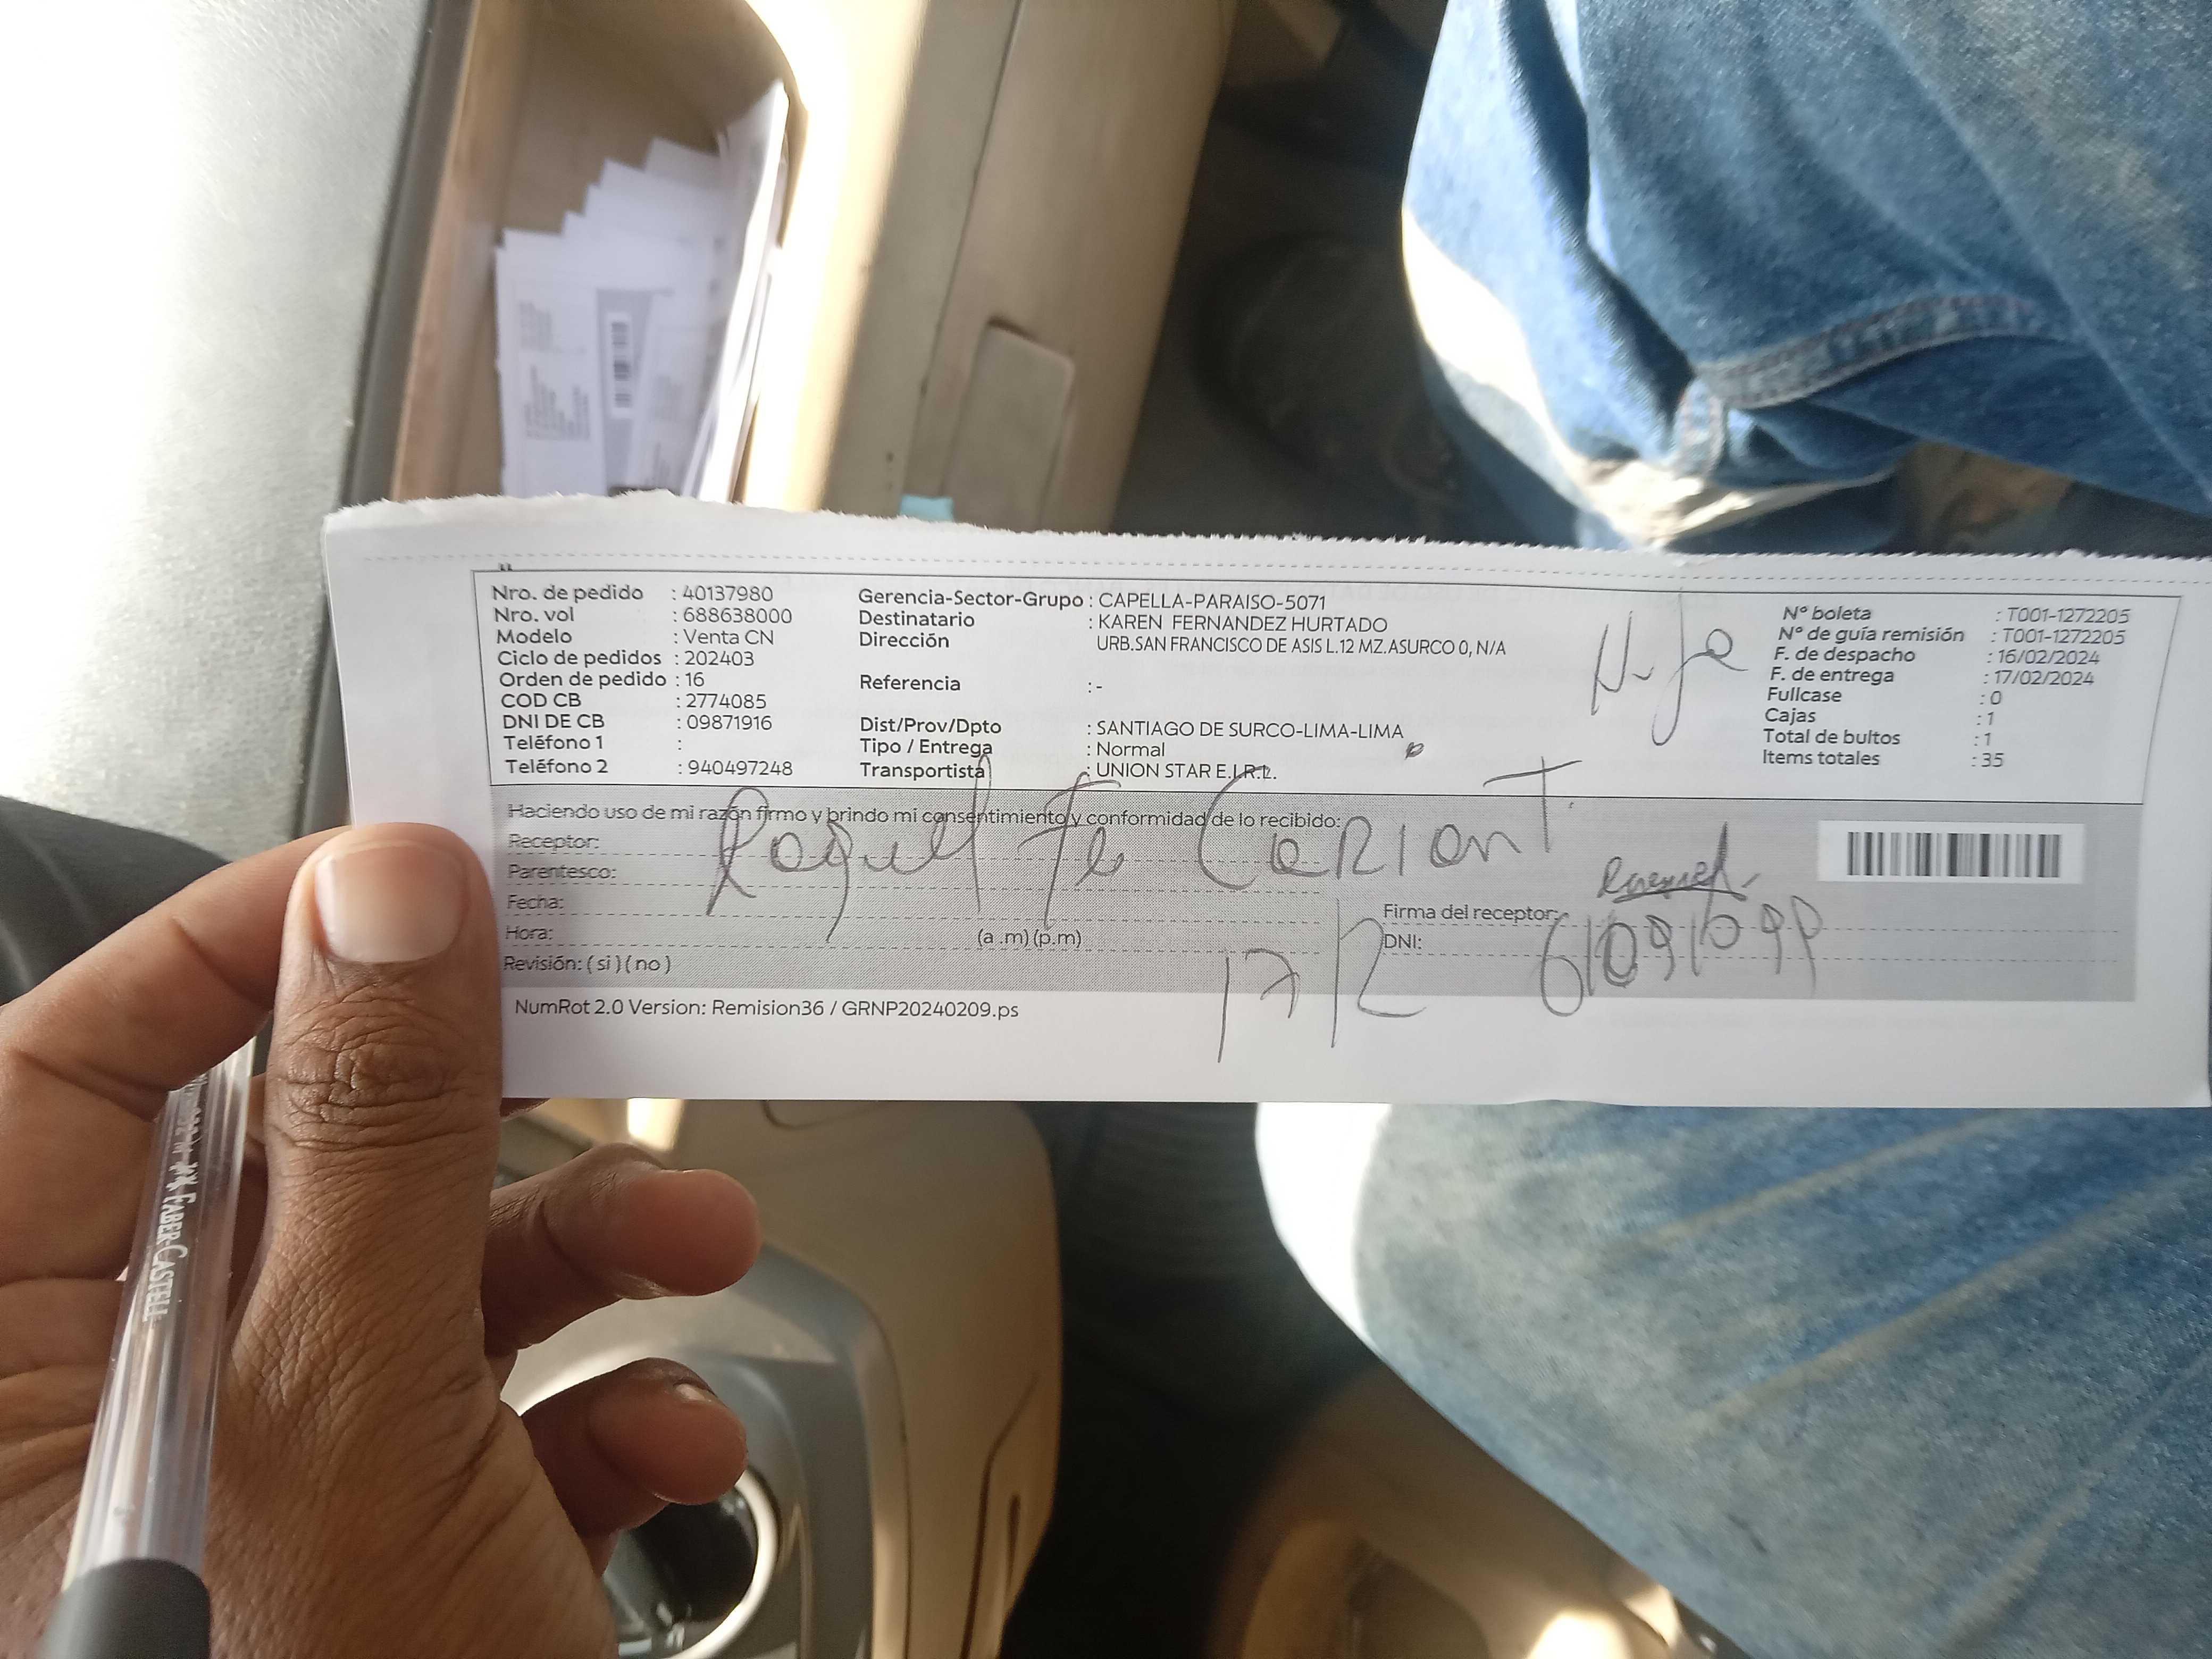 Nro. de pedido : 40137980
Nro. vol : 688638000
Modelo : Venta CN
Ciclo de pedidos : 202403
Orden de pedido : 16
COD CB : 2774085
DNI DE CB : 09871916
Teléfono 1 :
Teléfono 2 : 940497248
Gerencia-Sector-Grupo : CAPELLA-PARAISO-5071
Destinatario : KAREN FERNANDEZ HURTADO
Dirección URB.SAN FRANCISCO DE ASIS L.12 MZ.ASURCO 0, N/A
Referencia : -
Dist/Prov/Dpto : SANTIAGO DE SURCO-LIMA-LIMA
Tipo / Entrega : Normal
Transportista : UNION STAR E.I.R.L.
N° boleta : T001-1272205
N° de guía remisión : T001-1272205
F. de despacho : 16/02/2024
F. de entrega : 17/02/2024
Fullcase : 0
Cajas : 1
Total de bultos : 1
Items totales : 35
Haciendo uso de mi razón firmo y brindo mi consentimiento y conformidad de lo recibido:
Receptor: Raquel
Parentesco:
Fecha:
Hora: (a .m) (p.m)
Revisión: ( si ) ( no )
17/2
Firma del receptor:
DNI:
NumRot 2.0 Version: Remision36 / GRNP20240209.ps
FABER-CASTELL